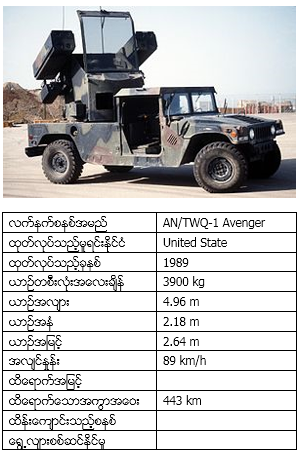 လက်နက်စနစ်အမည် AN/TWQ-1 Avenger
ထုတ်လုပ်သည့်မူရင်းနိုင်ငံ United State
ထုတ်လုပ်သည့်ခုနှစ် 1989
ယာဉ်တစီးလုံးအလေးချိန် 3900 kg
ယာဉ်အလျား 4.96 m
ယာဉ်အနံ 2.18 m
ယာဉ်အမြင့် 2.64 m
အလျင်နှုန်း 89 km/h
ထိရောက်အမြင့်
ထိရောက်သောအကွာအဝေး 443 km
ထိန်းကျောင်းသည့်စနစ်
ရွေ့လျားစစ်ဆင်နိုင်မှု